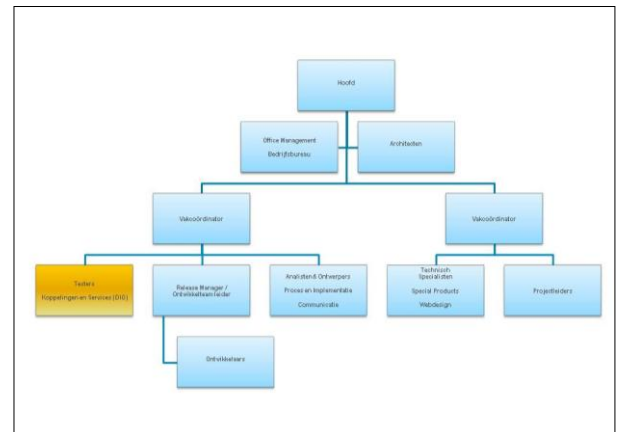 Hoofd
Office Management
Bedrijfsbureau
Architecten
Vakcoördinator
Vakcoördinator
Testers
Koppelingen en Services (DIG)
Release Manager /
Ontwikkelteamleider
Analisten & Ontwerpers
Proces en Implementatie
Communicatie
Technisch
Specialisten
Special Products
Webdesign
Projectleiders
Ontwikkelaars